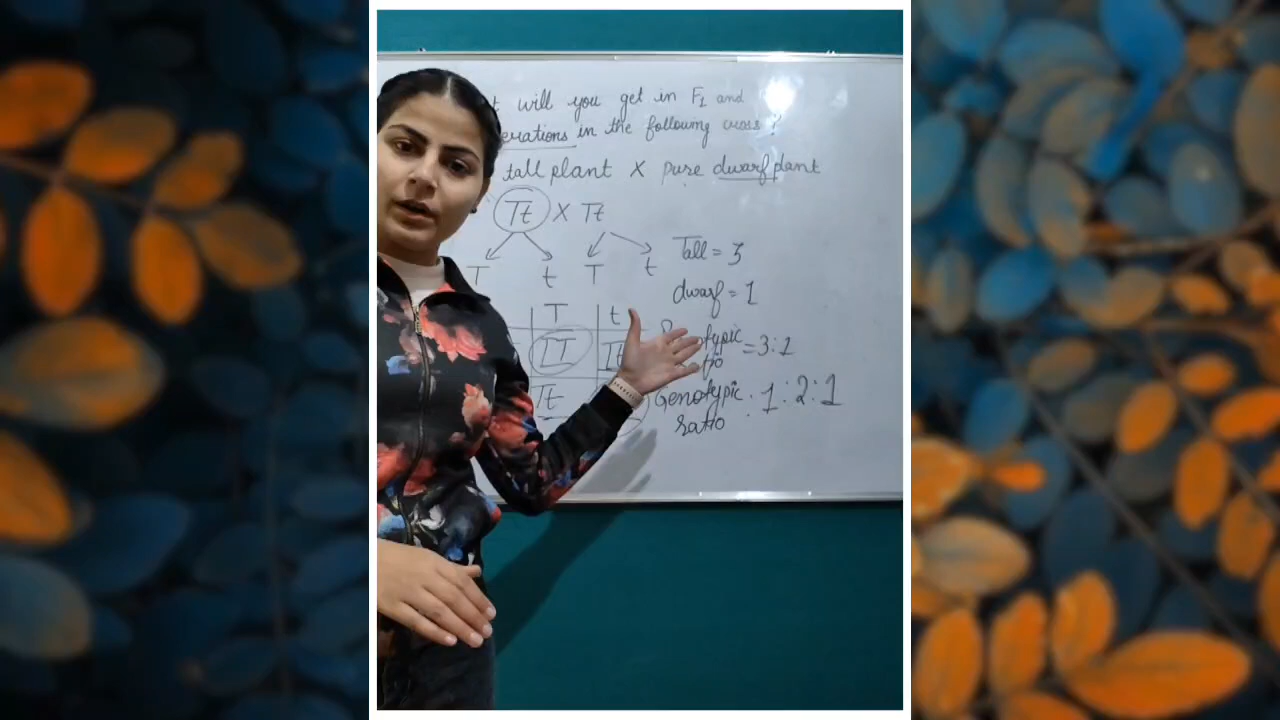 will you get in F1 and
erations in the following cross ?
tall plant X pure dwarf plant
Tt X Tt
T t T t
Tall = 3
dwarf = 1
T t
TT
= 3:1
Tt
Genotypic : 1:2:1
ratio